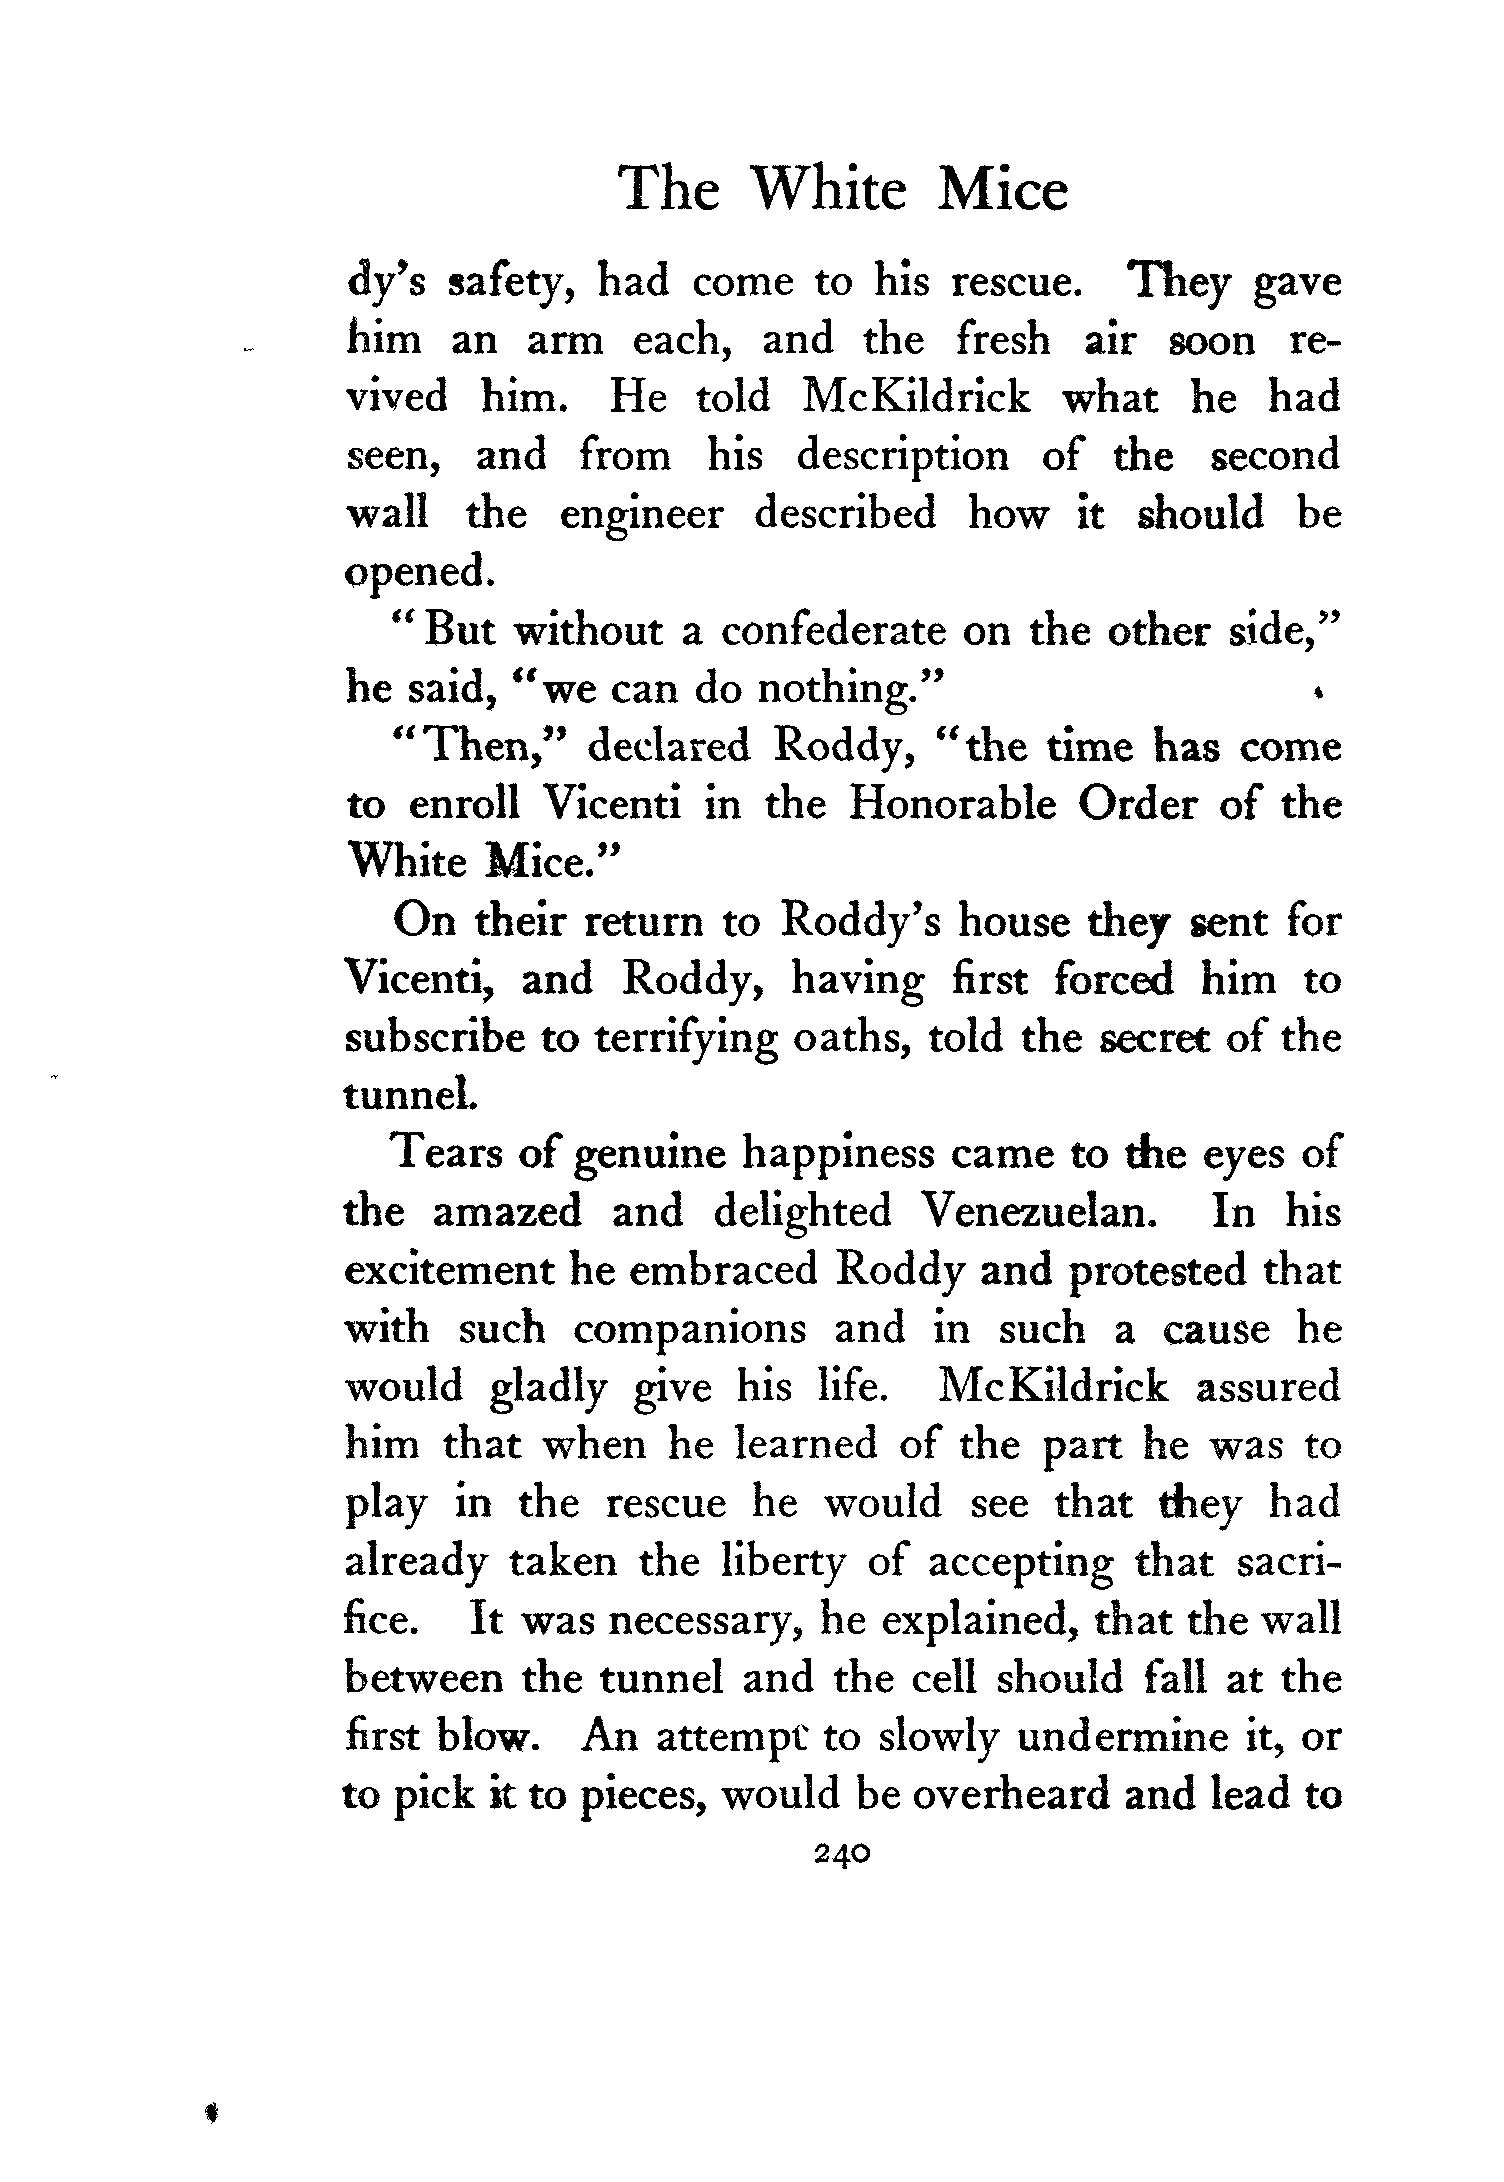 The White Mice
dy's safety, had come to his rescue. They gave
him an arm each, and the fresh air soon re-
vived him. He told McKildrick what he had
seen, and from his description of the second
wall the engineer described how it should be
opened.
"But without a confederate on the other side,"
he said, "we can do nothing."
"Then," declared Roddy, "the time has come
to enroll Vicenti in the Honorable Order of the
White Mice."
On their return to Roddy's house they sent for
Vicenti, and Roddy, having first forced him to
subscribe to terrifying oaths, told the secret of the
tunnel.
Tears of genuine happiness came to the eyes of
the amazed and delighted Venezuelan. In his
excitement he embraced Roddy and protested that
with such companions and in such a cause he
would gladly give his life. McKildrick assured
him that when he learned of the part he was to
play in the rescue he would see that they had
already taken the liberty of accepting that sacri-
fice. It was necessary, he explained, that the wall
between the tunnel and the cell should fall at the
first blow. An attempt to slowly undermine it, or
to pick it to pieces, would be overheard and lead to
240